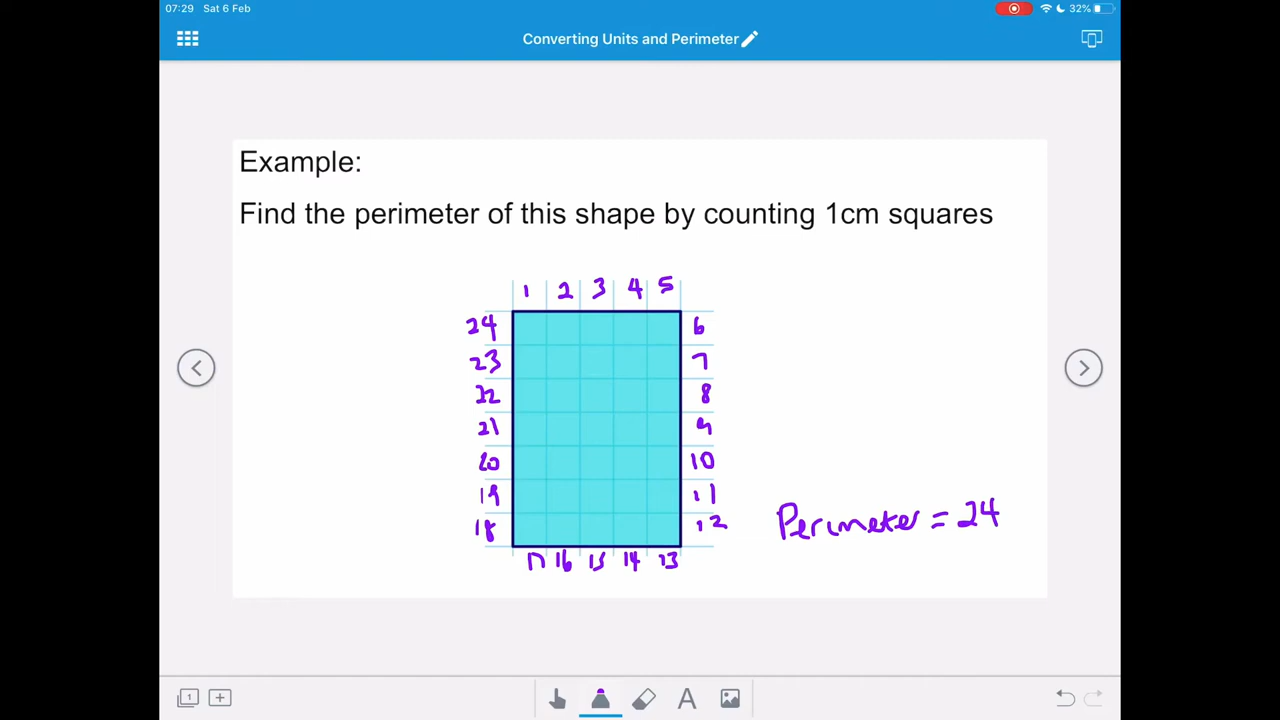 07:29 Sat 6 Feb 32%
Converting Units and Perimeter
Example:
Find the perimeter of this shape by counting 1cm squares
1 2 3 4 5
24 6
23 7
22 8
21 9
20 10
19 11
18 12
17 16 15 14 13
Perimeter = 24
1 A